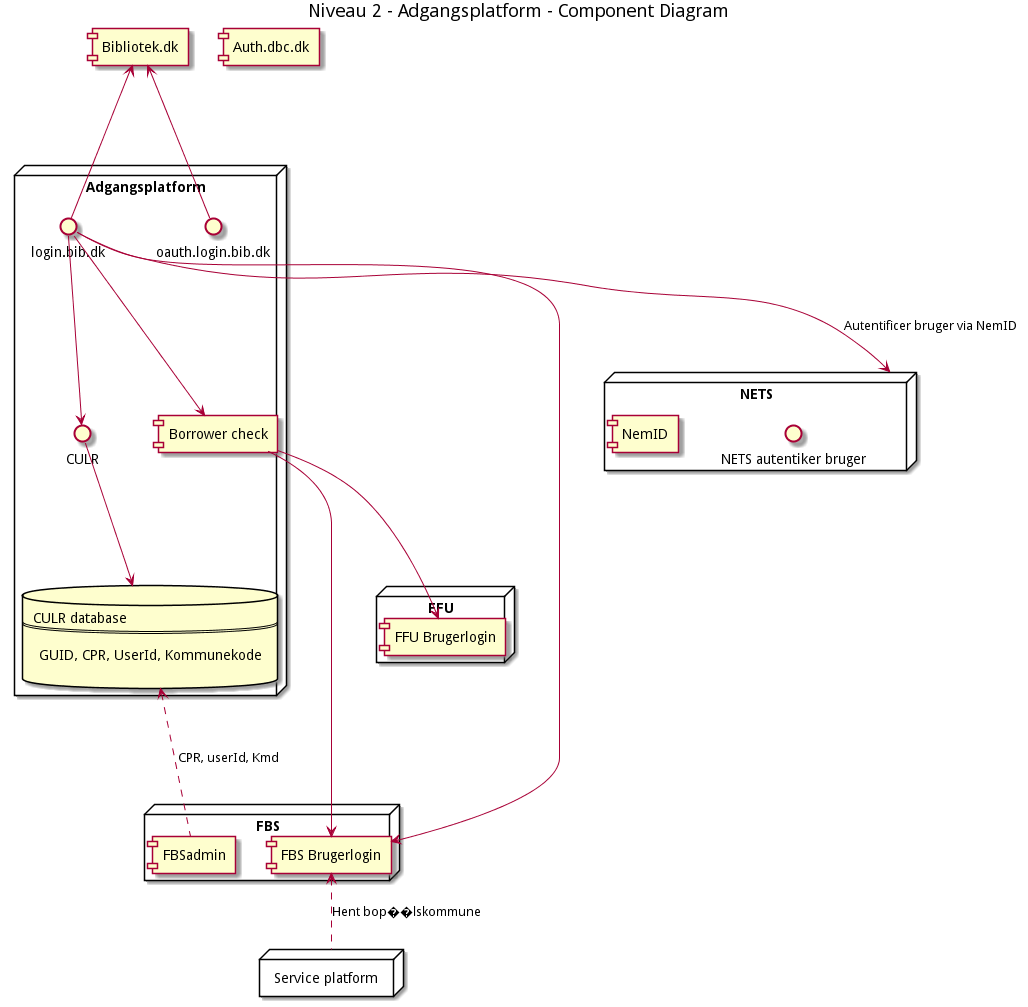 Niveau 2 - Adgangsplatform - Component Diagram
Bibliotek.dk
Auth.dbc.dk
Adgangsplatform
login.bib.dk
oauth.login.bib.dk
Autentificer bruger via NemID
NETS
NemID
NETS autentiker bruger
CULR
Borrower check
FFU
FFU Brugerlogin
CULR database
GUID, CPR, UserId, Kommunekode
CPR, userId, Kmd
FBS
FBSadmin
FBS Brugerlogin
Hent bop��lskommune
Service platform